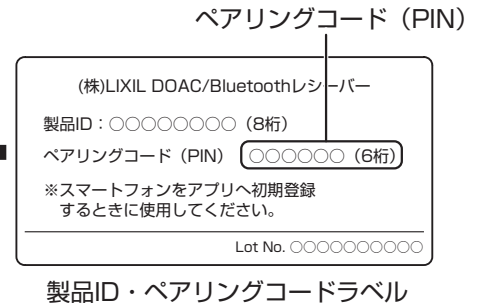 ペアリングコード（PIN）
(株)LIXIL DOAC/Bluetoothレシーバー
製品ID：○○○○○○○○（8桁）
ペアリングコード（PIN）　○○○○○○（6桁）
※スマートフォンをアプリへ初期登録
するときに使用してください。
Lot No. ○○○○○○○○○○
製品ID・ペアリングコードラベル